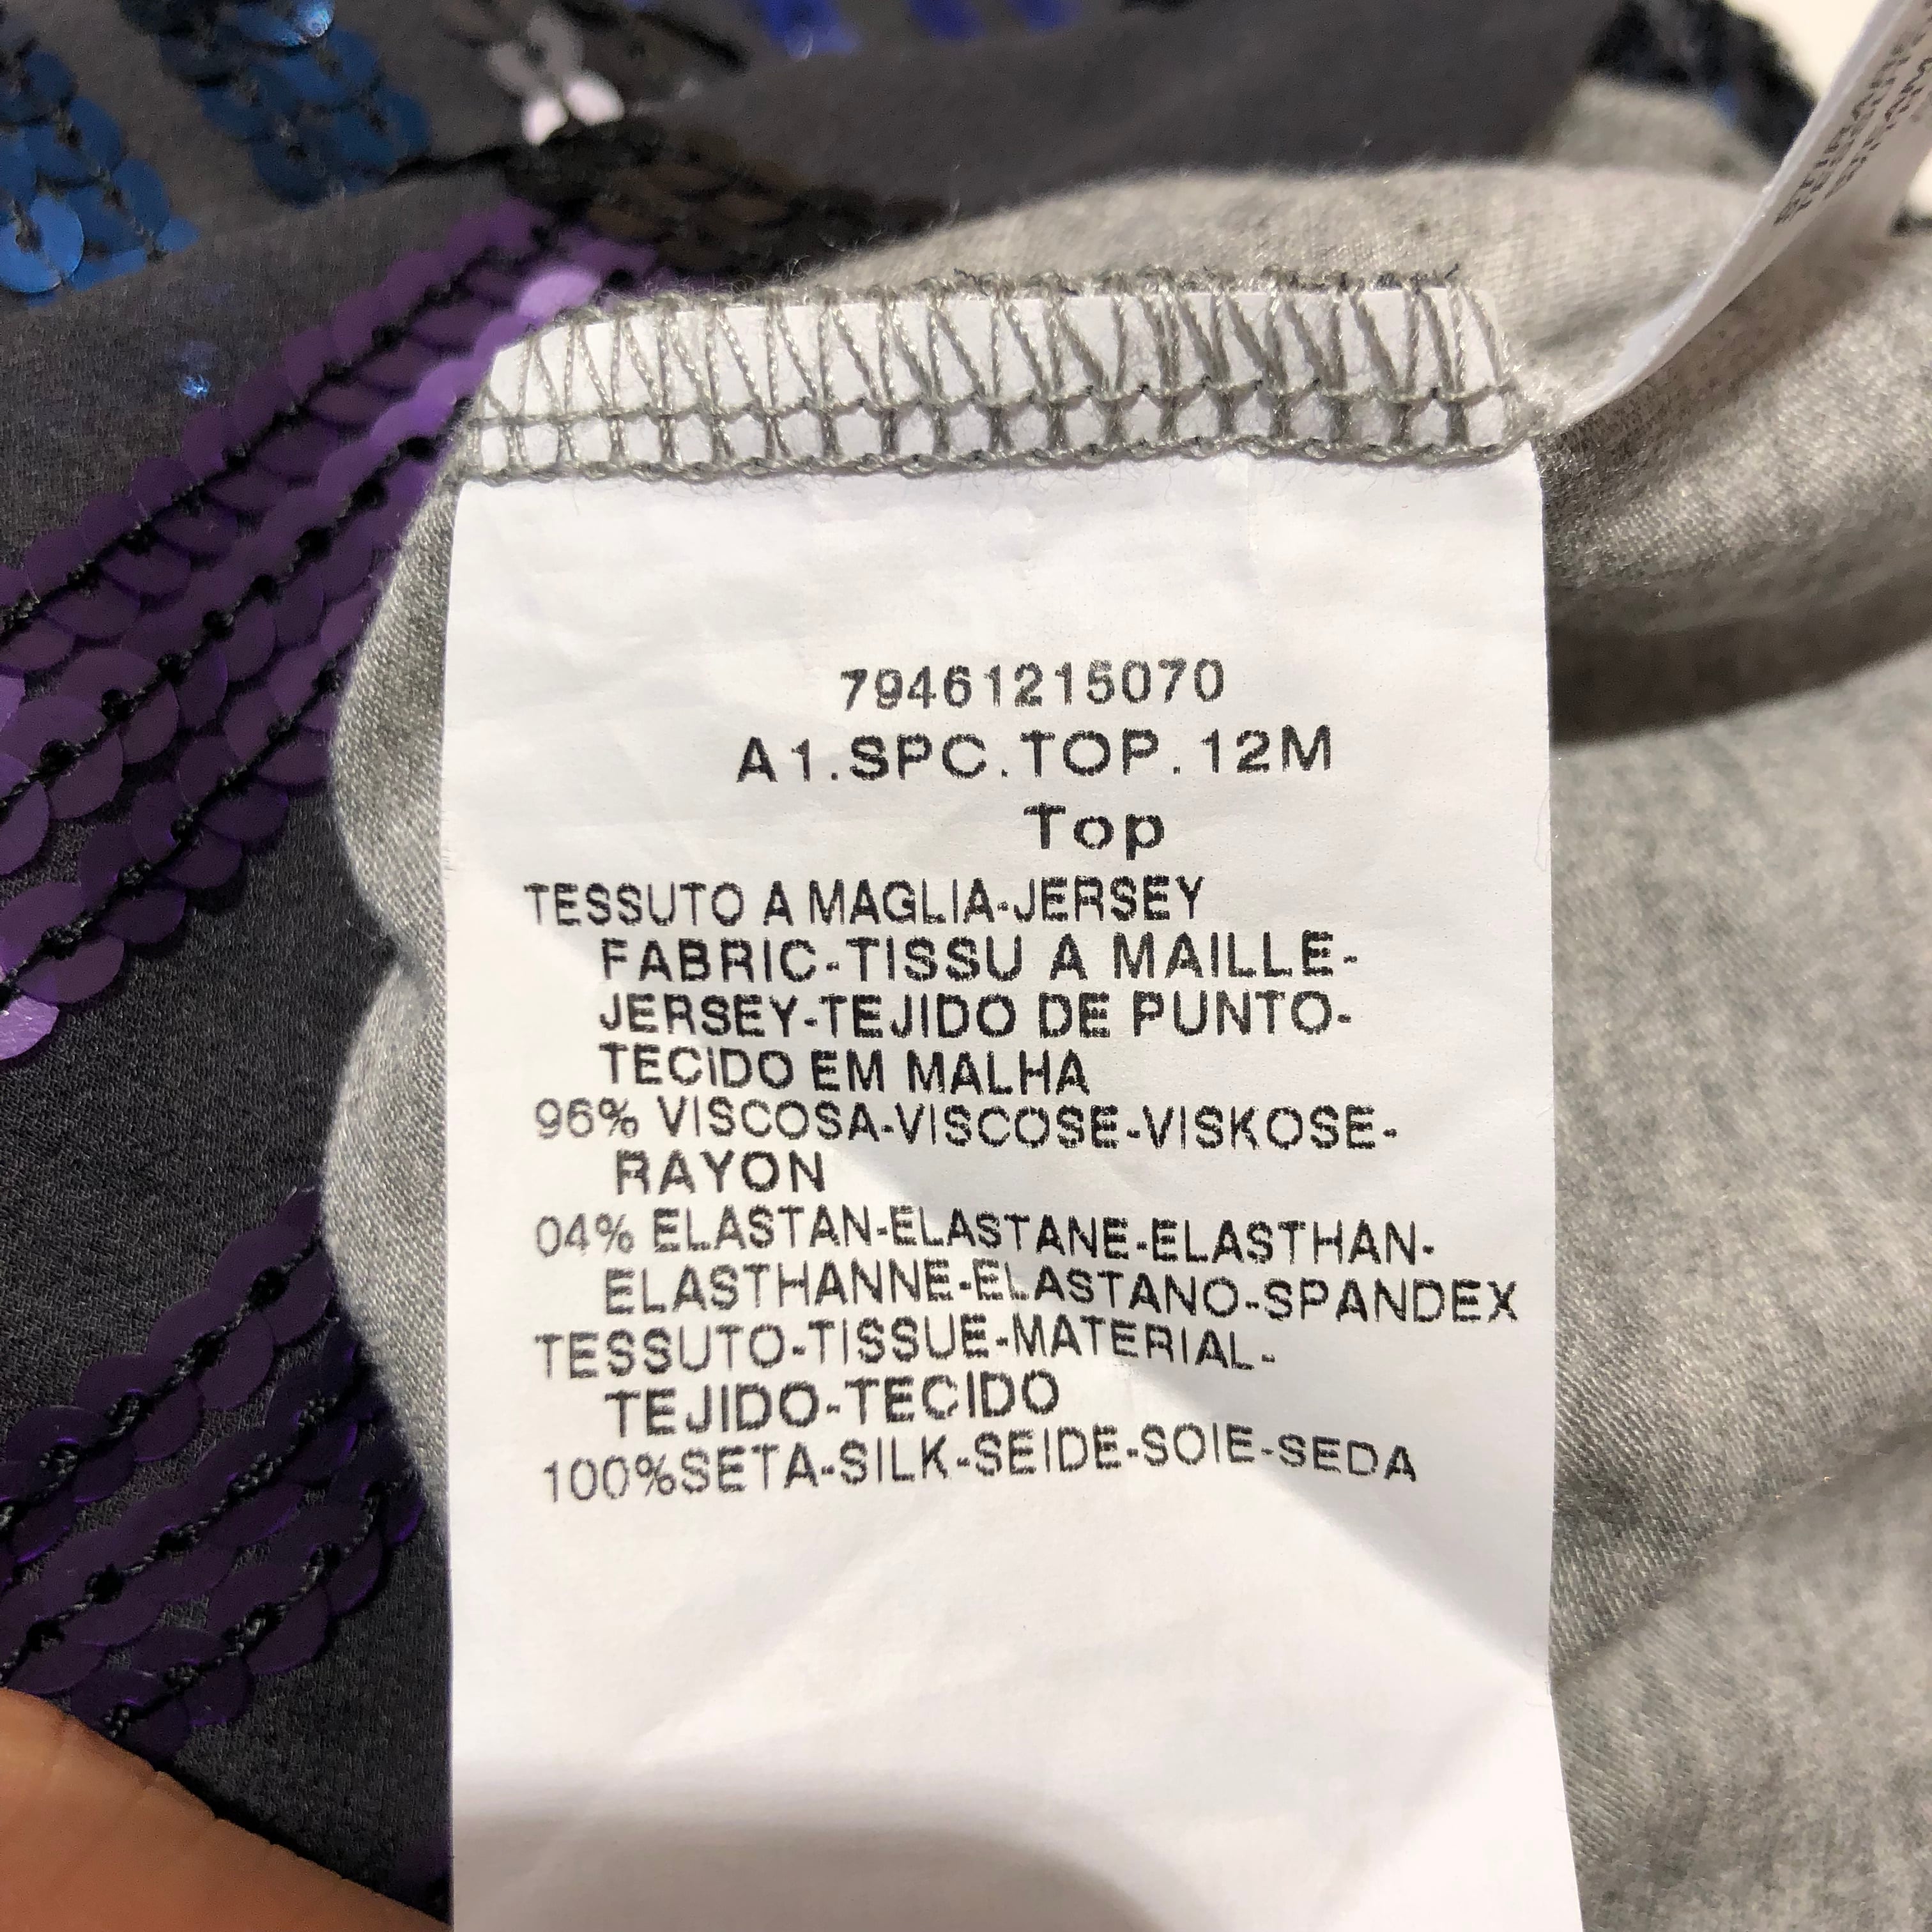 79461215070
A1.SPC.TOP.12M
Top
TESSUTO A MAGLIA-JERSEY
FABRIC-TISSU A MAILLE-
JERSEY-TEJIDO DE PUNTO-
TECIDO EM MALHA
96% VISCOSA-VISCOSE-VISKOSE-
RAYON
04% ELASTAN-ELASTANE-ELASTHAN-
ELASTHANNE-ELASTANO-SPANDEX
TESSUTO-TISSUE-MATERIAL-
TEJIDO-TECIDO
100%SETA-SILK-SEIDE-SOIE-SEDA